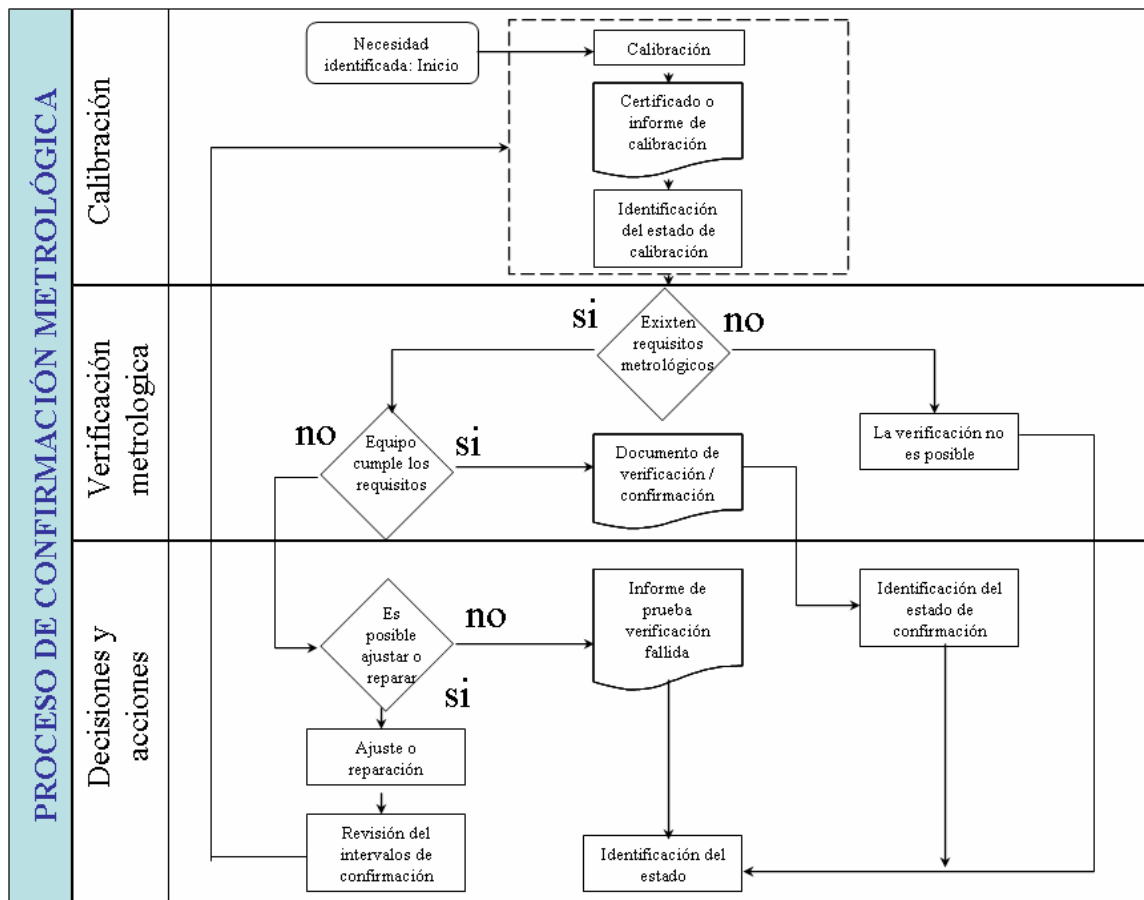 PROCESO DE CONFIRMACIÓN METROLÓGICA
Calibración
Necesidad
identificada: Inicio
Calibración
Certificado o
informe de
calibración
Identificación
del estado de
calibración
Verificación
metrologica
si
no
Exixten
requisitos
metrológicos
no
si
Equipo
cumple los
requisitos
Documento de
verificación /
confirmación
La verificación no
es posible
Decisiones y
acciones
Es
posible
ajustar o
reparar
no
si
Informe de
prueba
verificación
fallida
Identificación del
estado de
confirmación
Ajuste o
reparación
Revisión del
intervalos de
confirmación
Identificación del
estado